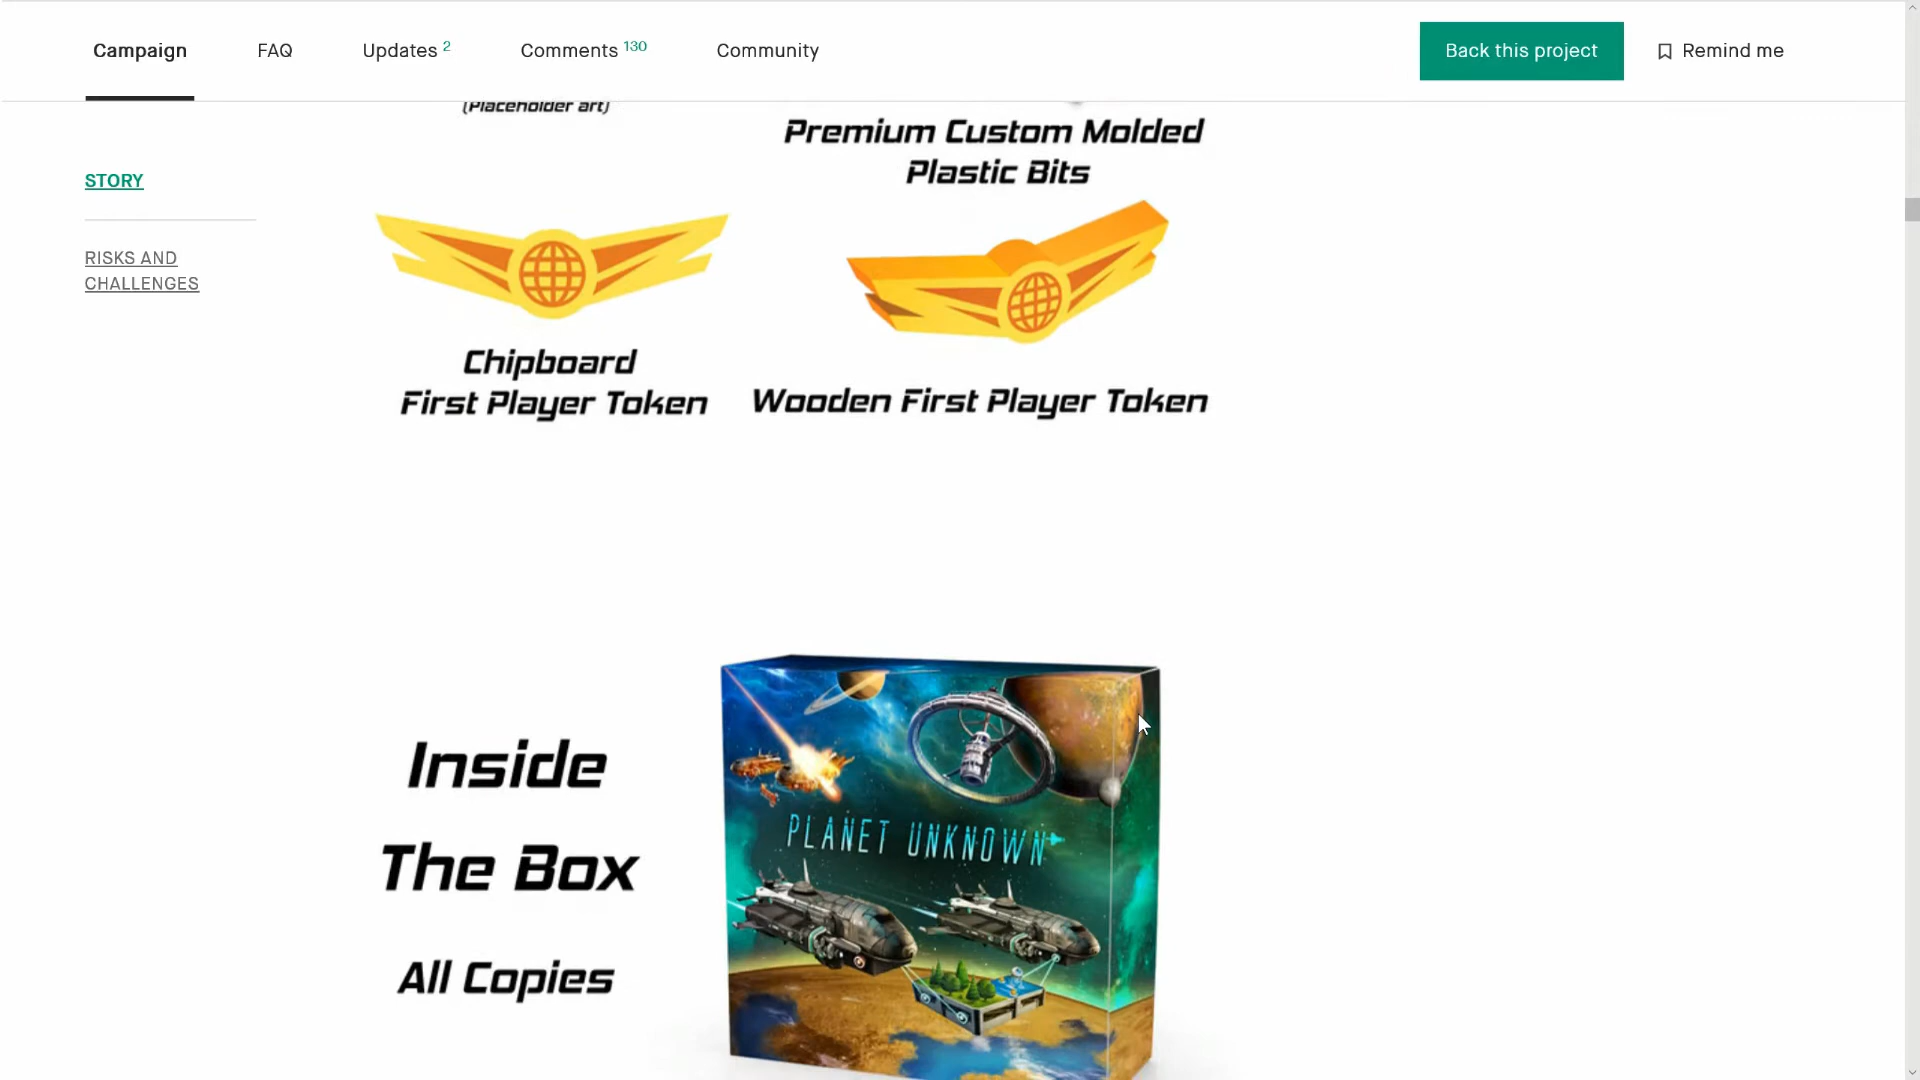 Campaign
FAQ
Updates 2
Comments 130
Community
Back this project
Remind me
(Placeholder art)
Premium Custom Molded
Plastic Bits
STORY
RISKS AND
CHALLENGES
Chipboard
First Player Token
Wooden First Player Token
Inside
The Box
All Copies
PLANET UNKNOWN